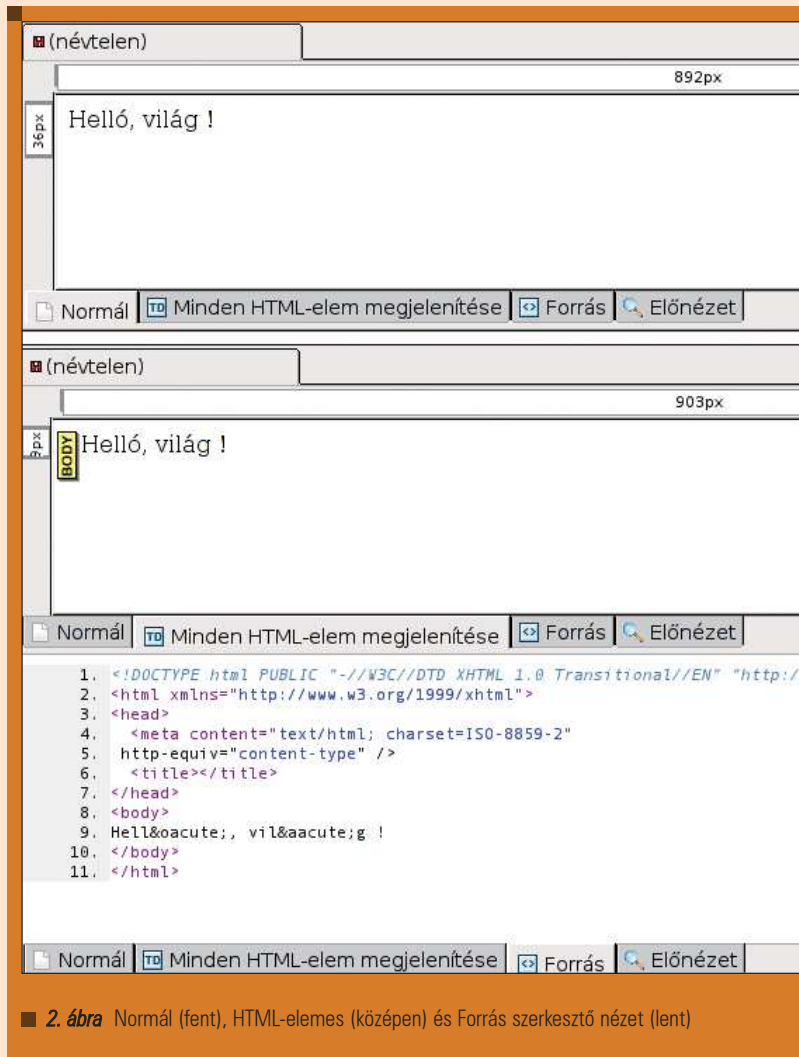 (névtelen)
892px
36px
Helló, világ !
Normál TD Minden HTML-elem megjelenítése Forrás Előnézet
(névtelen)
903px
9px
BODY
Helló, világ !
Normál TD Minden HTML-elem megjelenítése Forrás Előnézet
1. <!DOCTYPE html PUBLIC "-//W3C//DTD XHTML 1.0 Transitional//EN" "http:/
2. <html xmlns="http://www.w3.org/1999/xhtml">
3. <head>
4. <meta content="text/html; charset=ISO-8859-2"
5. http-equiv="content-type" />
6. <title></title>
7. </head>
8. <body>
9. Hell&oacute;, vil&aacute;g !
10. </body>
11. </html>
Normál TD Minden HTML-elem megjelenítése Forrás Előnézet
2. ábra Normál (fent), HTML-elemes (középen) és Forrás szerkesztő nézet (lent)